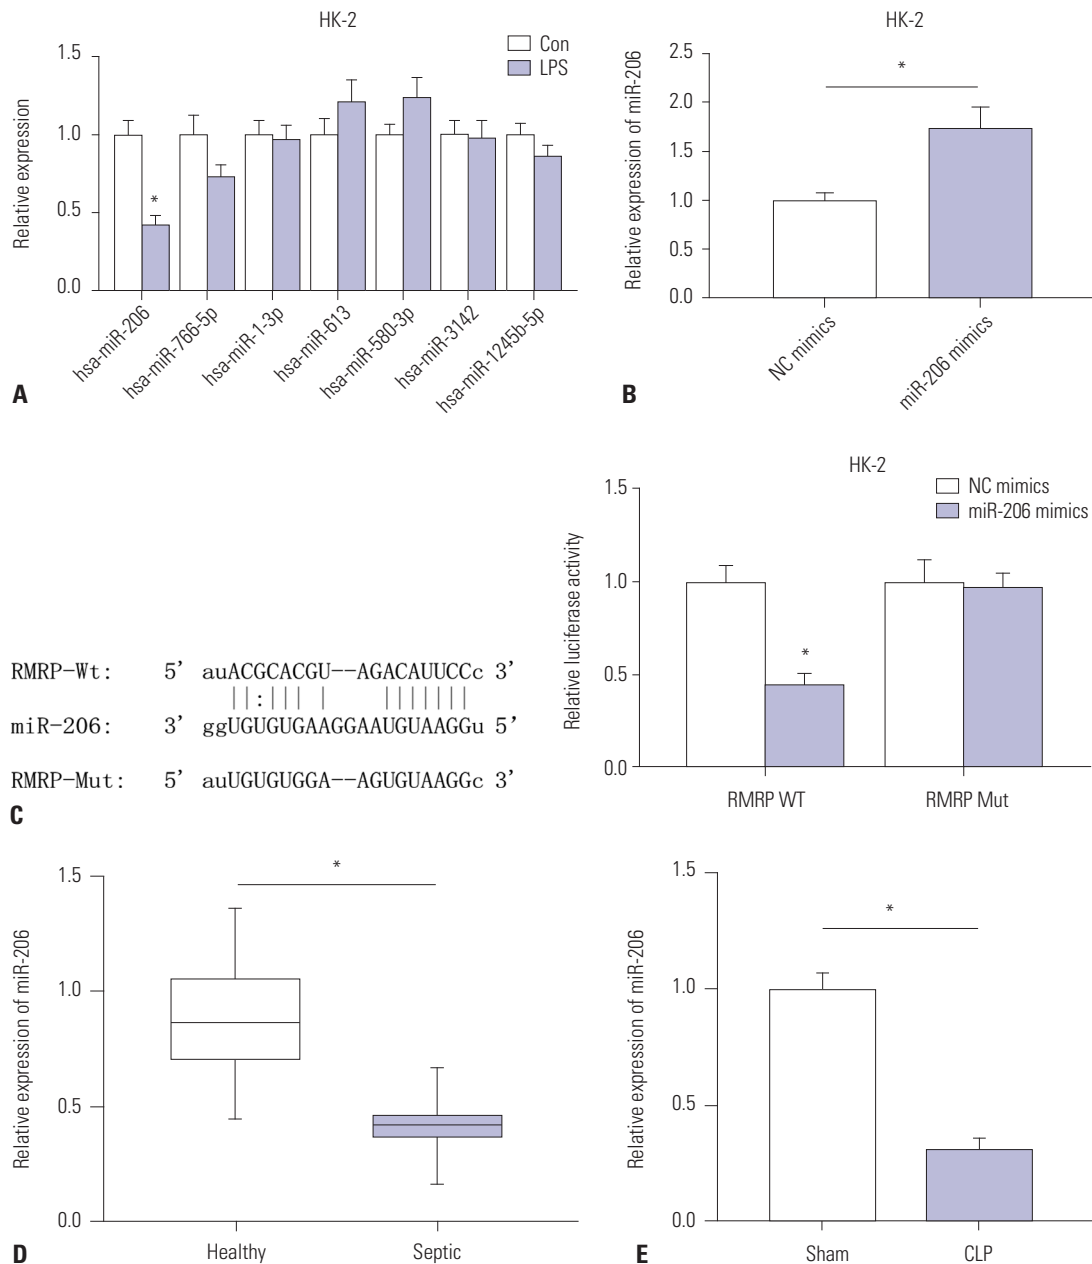 HK-2
Relative expression
1.5
1.0
0.5
0.0
Con
LPS
*
hsa-miR-206
hsa-miR-766-5p
hsa-miR-1-3p
hsa-miR-613
hsa-miR-580-3p
hsa-miR-3142
hsa-miR-1245b-5p
A
HK-2
Relative expression of miR-206
2.5
2.0
1.5
1.0
0.5
0.0
*
NC mimics
miR-206 mimics
B
RMRP-Wt: 5' auACGCACGU--AGACAUUCCc 3'
||:||| | |||||||
miR-206: 3' ggUGUGUGAAGGAAUGUAAGGu 5'
RMRP-Mut: 5' auUGUGUGGA--AGUGUAAGGc 3'
C
HK-2
Relative luciferase activity
1.5
1.0
0.5
0.0
NC mimics
miR-206 mimics
*
RMRP WT
RMRP Mut
Relative expression of miR-206
1.5
1.0
0.5
0.0
*
Healthy
Septic
D
Relative expression of miR-206
1.5
1.0
0.5
0.0
*
Sham
CLP
E